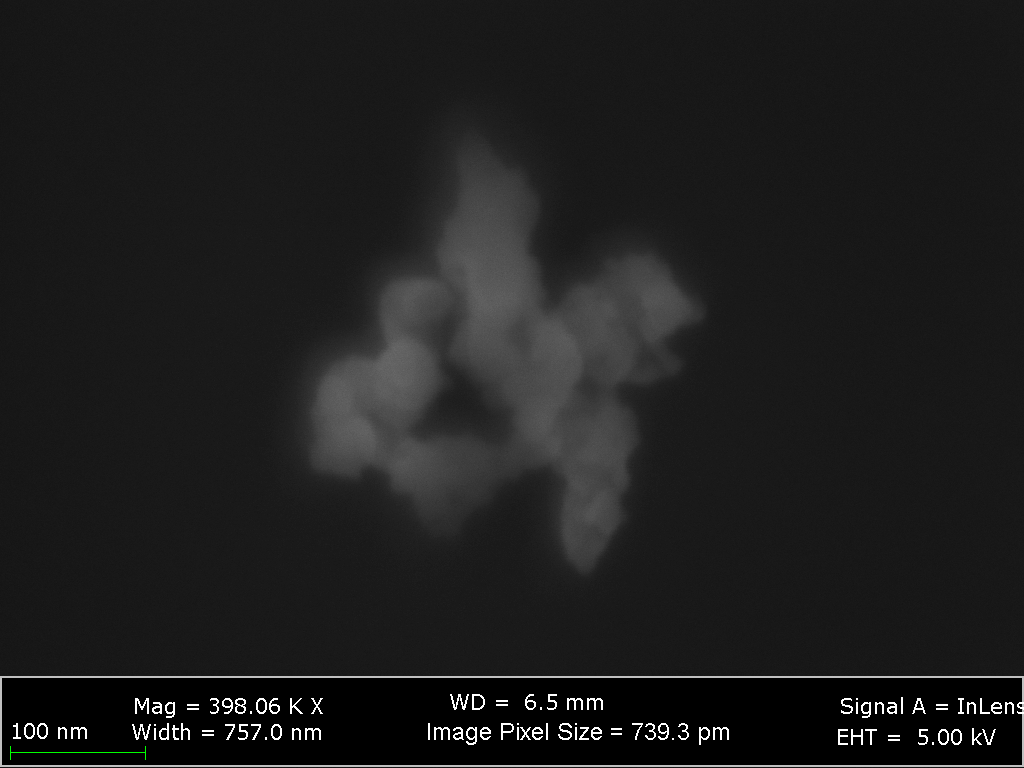 Mag = 398.06 K X
WD = 6.5 mm
Signal A = InLens
100 nm
Width = 757.0 nm
Image Pixel Size = 739.3 pm
EHT = 5.00 kV